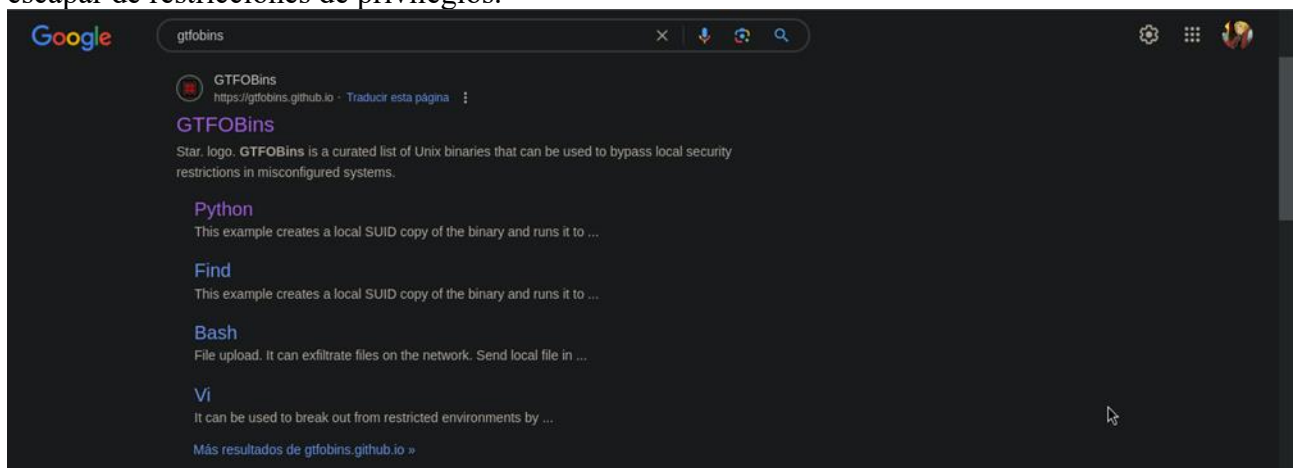 escapar de restricciones de privilegios.
Google
gtfobins
GTFOBins
https://gtfobins.github.io · Traducir esta página
GTFOBins
Star. logo. GTFOBins is a curated list of Unix binaries that can be used to bypass local security
restrictions in misconfigured systems.
Python
This example creates a local SUID copy of the binary and runs it to ...
Find
This example creates a local SUID copy of the binary and runs it to ...
Bash
File upload. It can exfiltrate files on the network. Send local file in ...
Vi
It can be used to break out from restricted environments by ...
Más resultados de gtfobins.github.io »